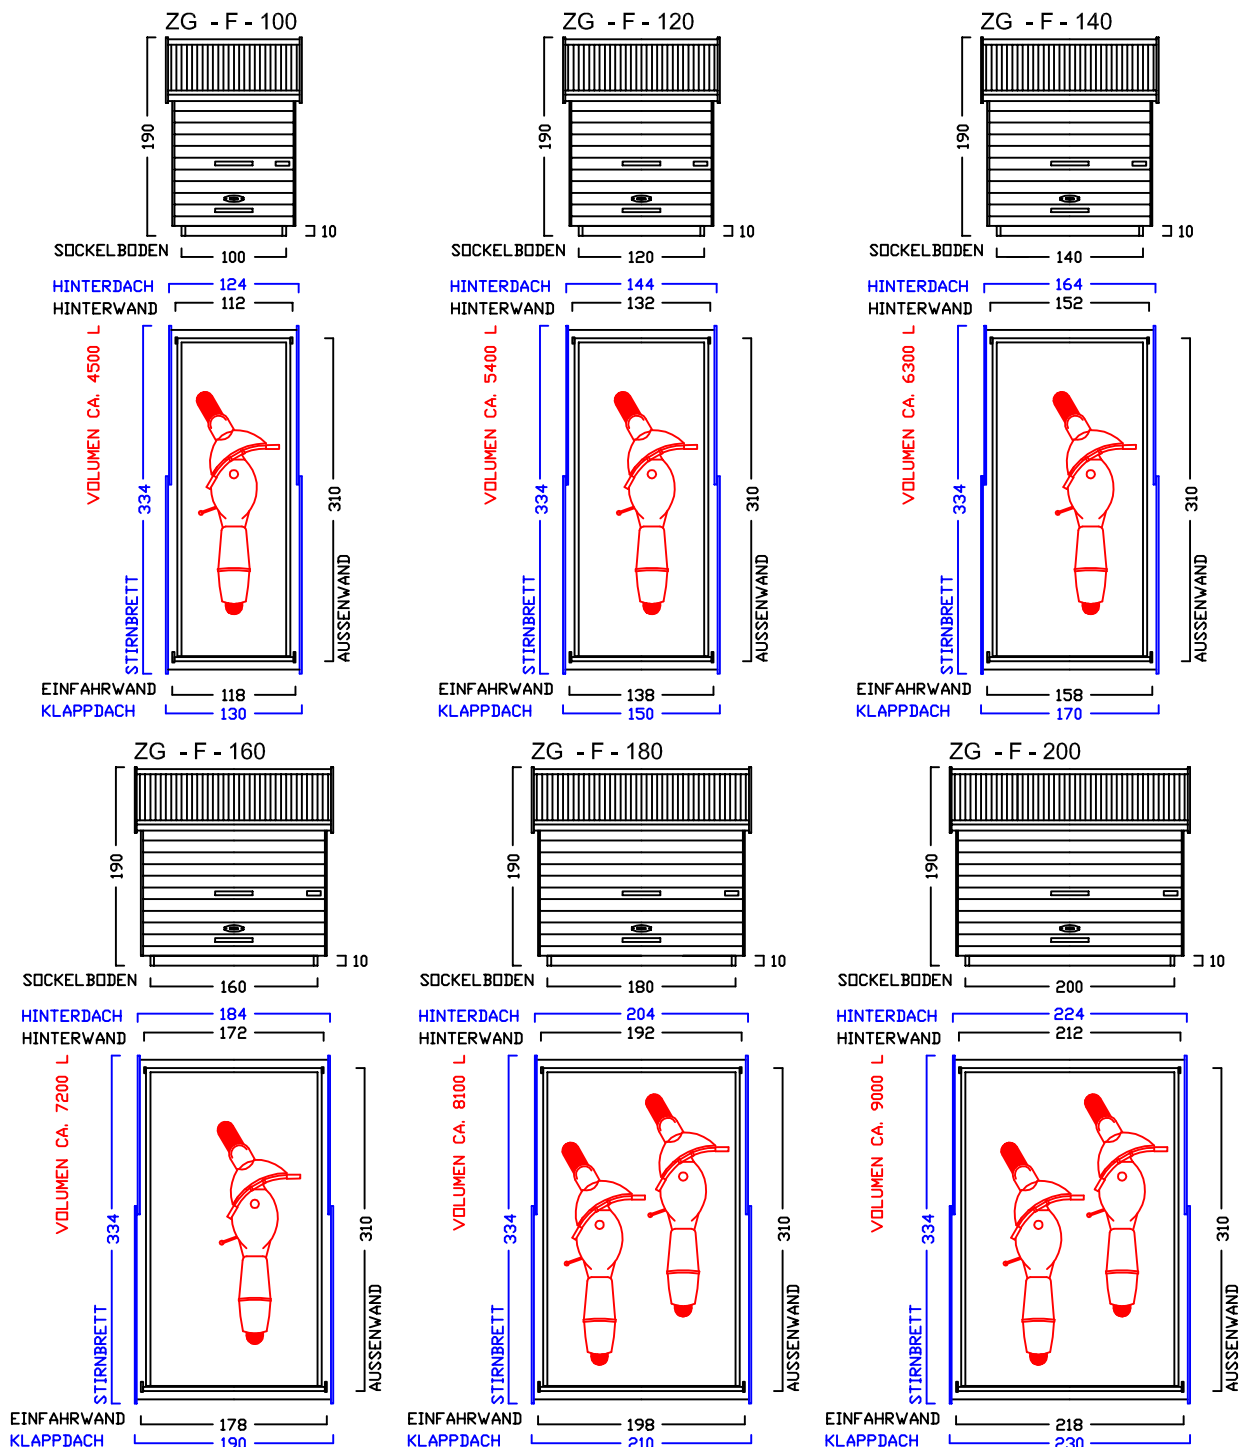 ZG - F - 100
190
10
SOCKELBODEN 100
HINTERDACH 124
HINTERWAND 112
VOLUMEN CA. 4500 L
334
310
STIRNBRETT
AUSSENWAND
EINFAHRWAND 118
KLAPPDACH 130
ZG - F - 120
190
10
SOCKELBODEN 120
HINTERDACH 144
HINTERWAND 132
VOLUMEN CA. 5400 L
334
310
STIRNBRETT
AUSSENWAND
EINFAHRWAND 138
KLAPPDACH 150
ZG - F - 140
190
10
SOCKELBODEN 140
HINTERDACH 164
HINTERWAND 152
VOLUMEN CA. 6300 L
334
310
STIRNBRETT
AUSSENWAND
EINFAHRWAND 158
KLAPPDACH 170
ZG - F - 160
190
10
SOCKELBODEN 160
HINTERDACH 184
HINTERWAND 172
VOLUMEN CA. 7200 L
334
310
STIRNBRETT
AUSSENWAND
EINFAHRWAND 178
KLAPPDACH 190
ZG - F - 180
190
10
SOCKELBODEN 180
HINTERDACH 204
HINTERWAND 192
VOLUMEN CA. 8100 L
334
310
STIRNBRETT
AUSSENWAND
EINFAHRWAND 198
KLAPPDACH 210
ZG - F - 200
190
10
SOCKELBODEN 200
HINTERDACH 224
HINTERWAND 212
VOLUMEN CA. 9000 L
334
310
STIRNBRETT
AUSSENWAND
EINFAHRWAND 218
KLAPPDACH 230